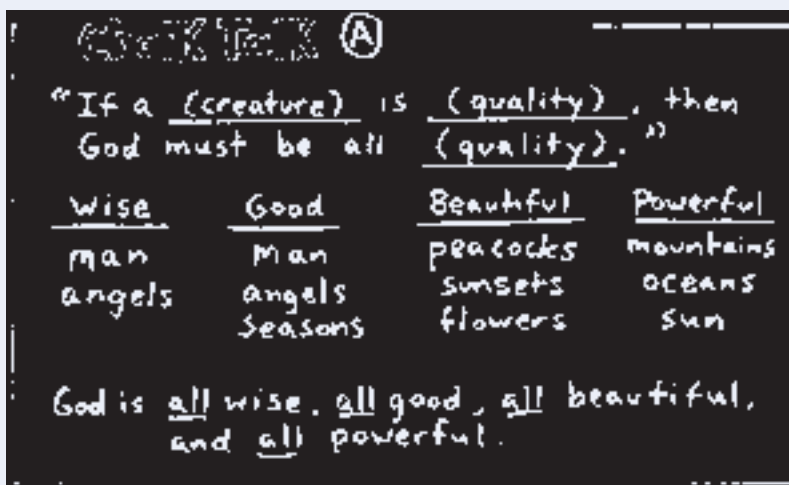 Ⓐ
"If a (creature) is (quality), then
God must be all (quality)."
Wise Good Beautiful Powerful
man man peacocks mountains
angels angels sunsets oceans
seasons flowers sun
God is all wise, all good, all beautiful,
and all powerful.